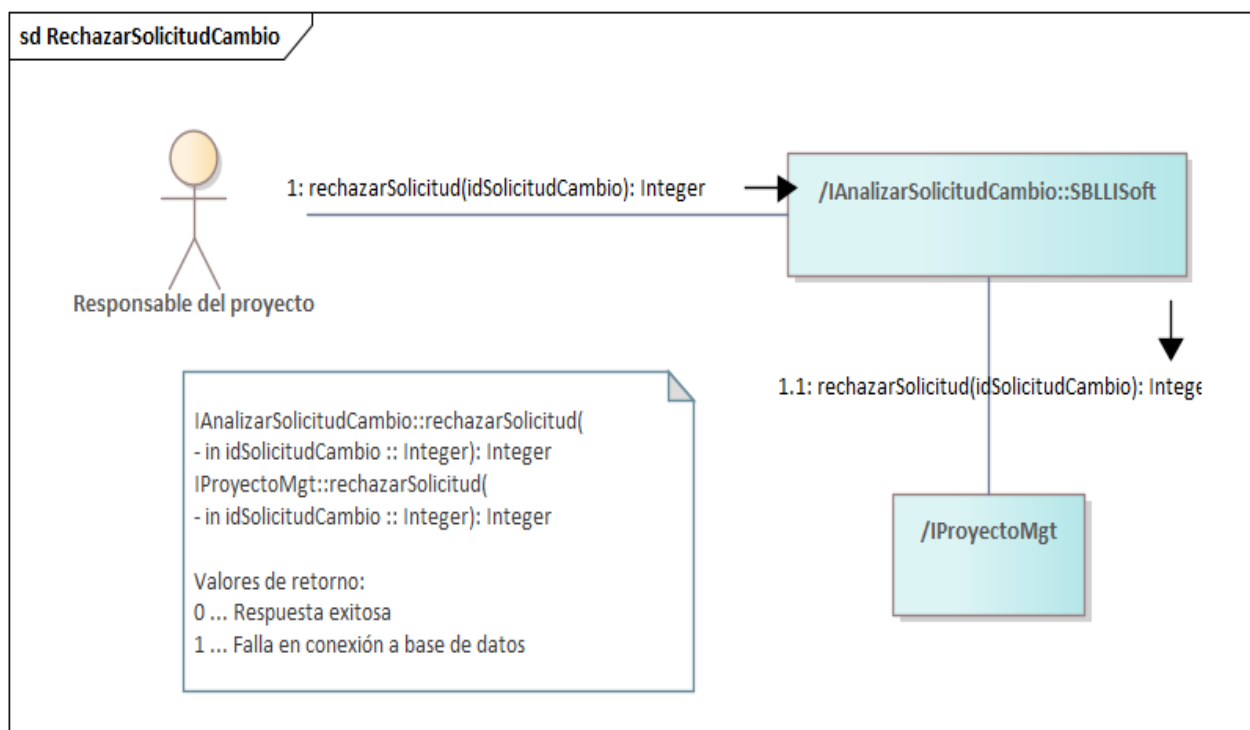 sd RechazarSolicitudCambio
1: rechazarSolicitud(idSolicitudCambio): Integer
/IAnalizarSolicitudCambio::SBLLISoft
Responsable del proyecto
1.1: rechazarSolicitud(idSolicitudCambio): Intege
IAnalizarSolicitudCambio::rechazarSolicitud(
- in idSolicitudCambio :: Integer): Integer
IProyectoMgt::rechazarSolicitud(
- in idSolicitudCambio :: Integer): Integer
Valores de retorno:
0 ... Respuesta exitosa
1 ... Falla en conexión a base de datos
/IProyectoMgt